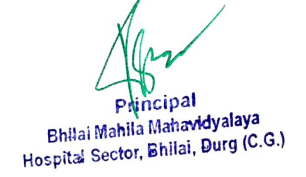 Principal
Bhilai Mahila Mahavidyalaya
Hospital Sector, Bhilai, Durg (C.G.)